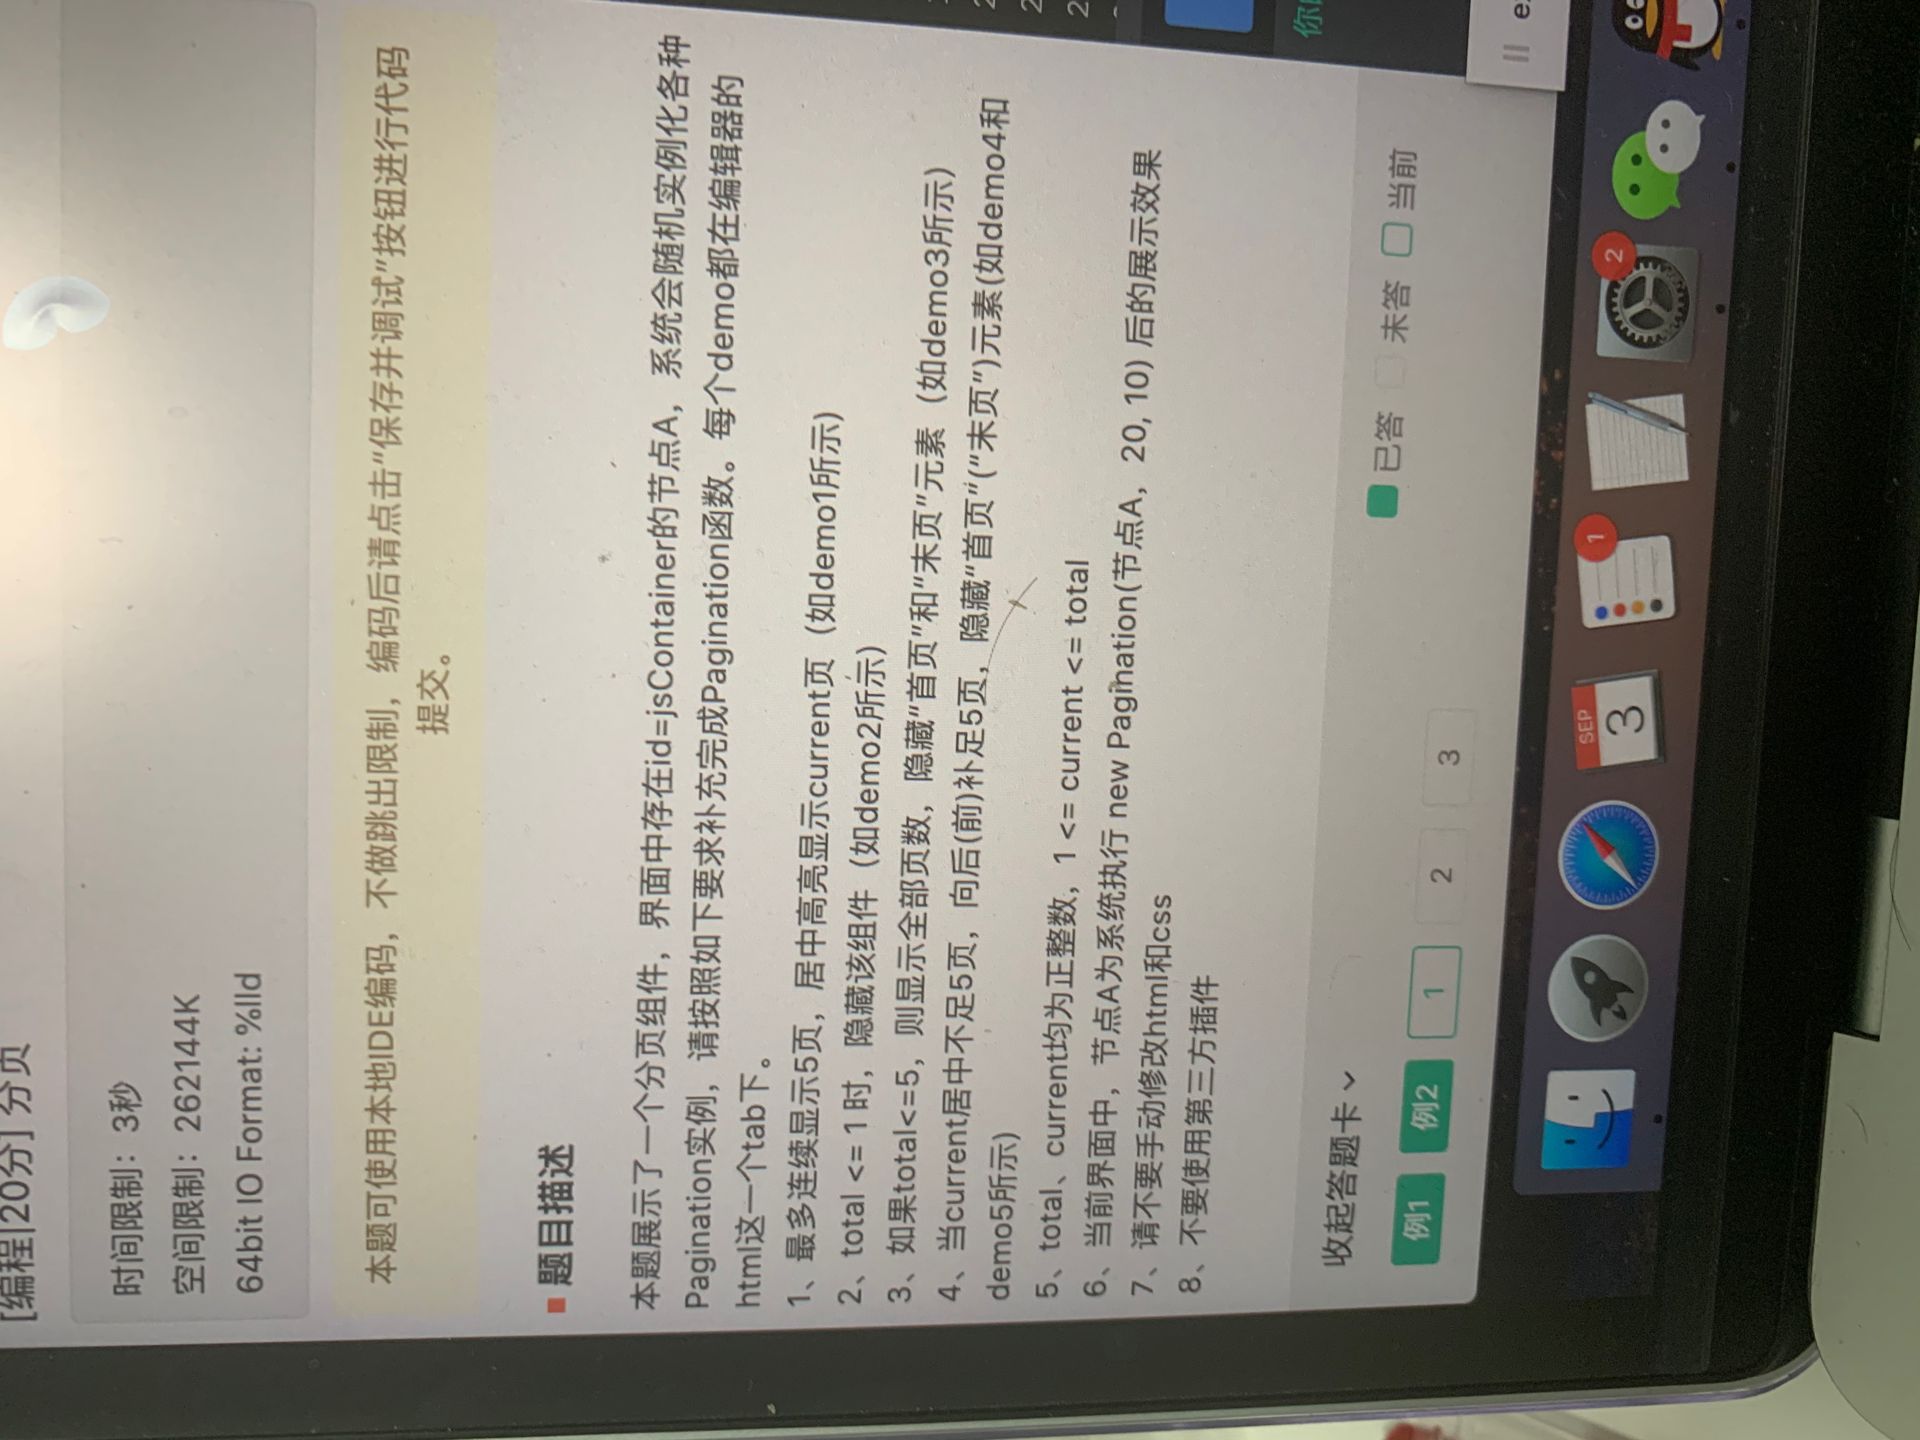 [编程|20分] 分页
时间限制：3秒
空间限制：262144K
64bit IO Format: %lld
本题可使用本地IDE编码，不做跳出限制，编码后请点击“保存并调试”按钮进行代码
提交。
题目描述
本题展示了一个分页组件，界面中存在id=jsContainer的节点A，系统会随机实例化各种
Pagination实例，请按照如下要求补充完成Pagination函数。每个demo都在编辑器的
html这一个tab下。
1、最多连续显示5页，居中高亮显示current页（如demo1所示)
2、total <= 1 时，隐藏该组件（如demo2所示）
3、如果total<=5，则显示全部页数，隐藏“首页”和“末页”元素（如demo3所示）
4、当current居中不足5页，向后(前)补足5页，隐藏“首页”(“末页”)元素(如demo4和
demo5所示)
5、total、current均为正整数，1 <= current <= total
6、当前界面中，节点A为系统执行 new Pagination(节点A，20, 10) 后的展示效果
7、请不要手动修改html和css
8、不要使用第三方插件
收起答题卡
已答 未答 当前
例1 例2 1 2 3
SEP
3
1
2